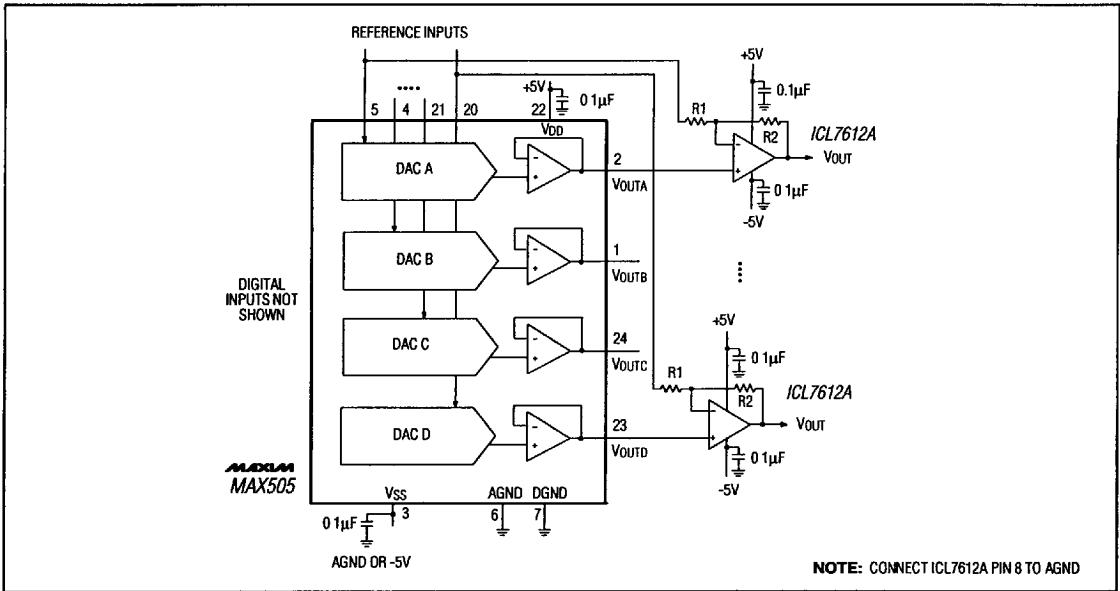 REFERENCE INPUTS
+5V
0.1µF
R1
R2
ICL7612A
VOUT
0 1µF
-5V
+5V
0 1µF
....
5
4
21
20
22
VDD
DAC A
2
VOUTA
DAC B
1
VOUTB
....
DIGITAL
INPUTS NOT
SHOWN
DAC C
24
VOUTC
+5V
0 1µF
R1
R2
ICL7612A
VOUT
0 1µF
-5V
DAC D
23
VOUTD
MAXIM
MAX505
VSS
3
AGND
6
DGND
7
0 1µF
AGND OR -5V
NOTE: CONNECT ICL7612A PIN 8 TO AGND